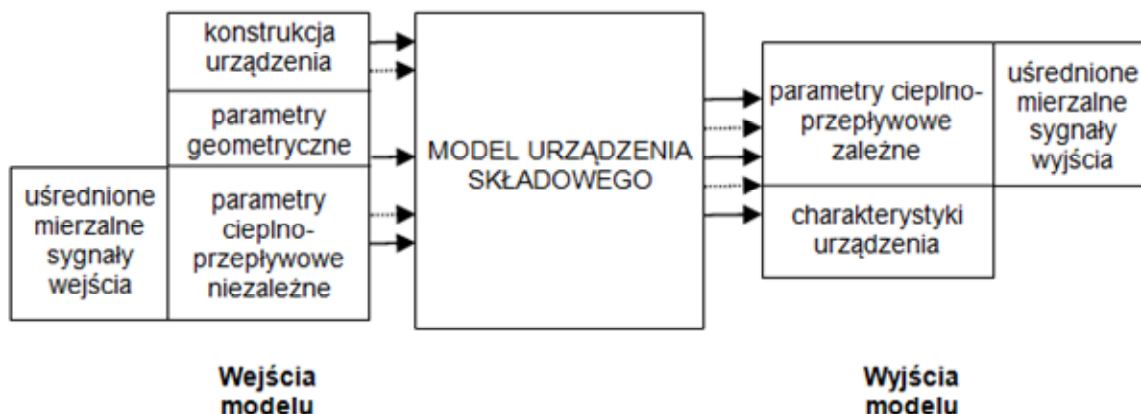 konstrukcja
urządzenia
parametry
geometryczne
uśrednione
mierzalne
sygnały
wejścia
parametry
cieplno-
przepływowe
niezależne
MODEL URZĄDZENIA
SKŁADOWEGO
parametry cieplno-
przepływowe
zależne
charakterystyki
urządzenia
uśrednione
mierzalne
sygnały
wyjścia
Wejścia
modelu
Wyjścia
modelu